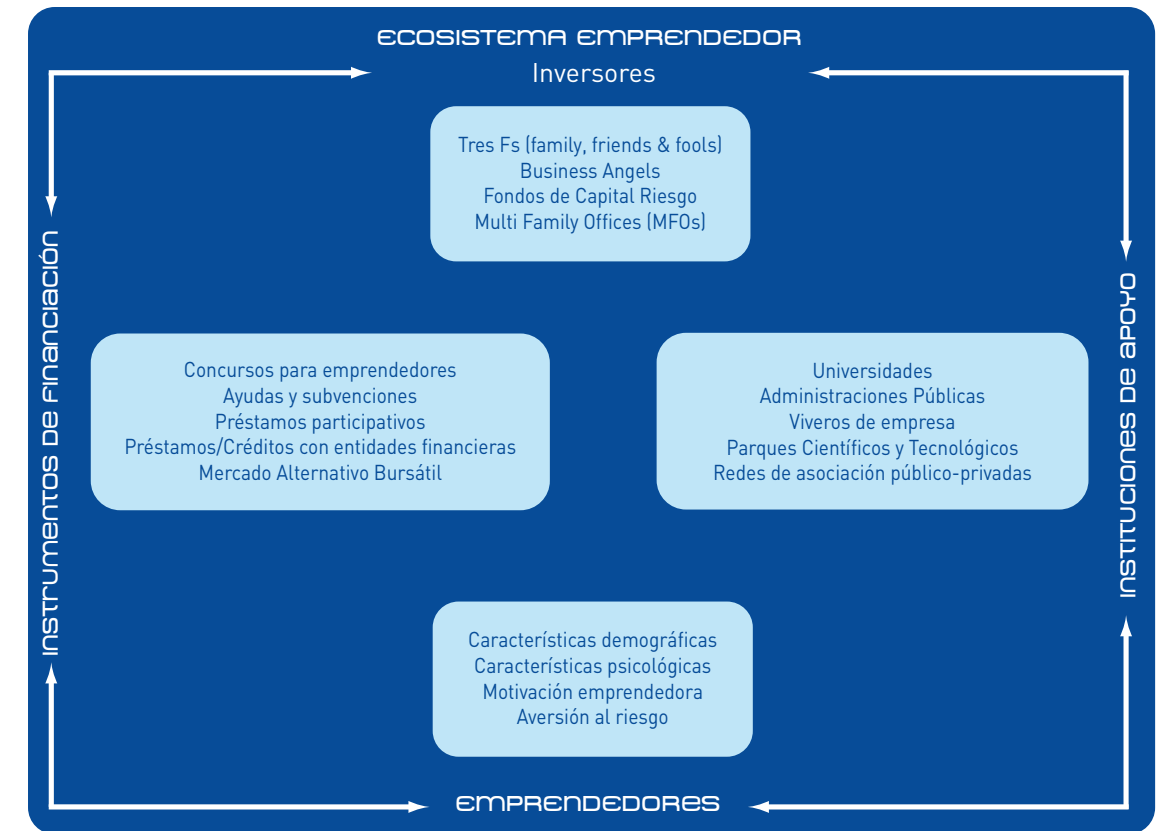 ECOSISTEMA EMPRENDEDOR
Inversores
Tres Fs (family, friends & fools)
Business Angels
Fondos de Capital Riesgo
Multi Family Offices (MFOs)
Instrumentos de financiación
Concursos para emprendedores
Ayudas y subvenciones
Préstamos participativos
Préstamos/Créditos con entidades financieras
Mercado Alternativo Bursátil
Universidades
Administraciones Públicas
Viveros de empresa
Parques Científicos y Tecnológicos
Redes de asociación público-privadas
Instituciones de apoyo
Características demográficas
Características psicológicas
Motivación emprendedora
Aversión al riesgo
EMPRENDEDORES